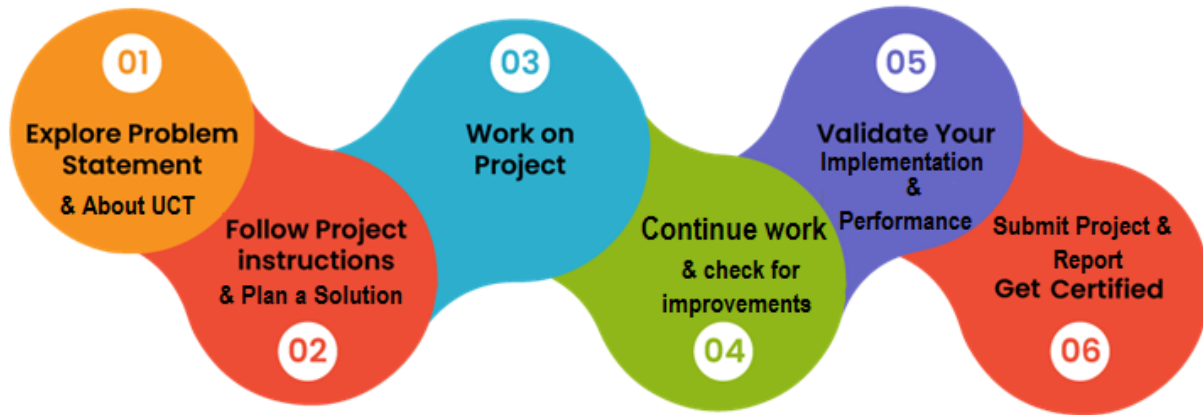 01
Explore Problem
Statement
& About UCT
Follow Project
instructions
& Plan a Solution
02
03
Work on
Project
Continue work
& check for
improvements
04
05
Validate Your
Implementation
&
Performance
Submit Project &
Report
Get Certified
06